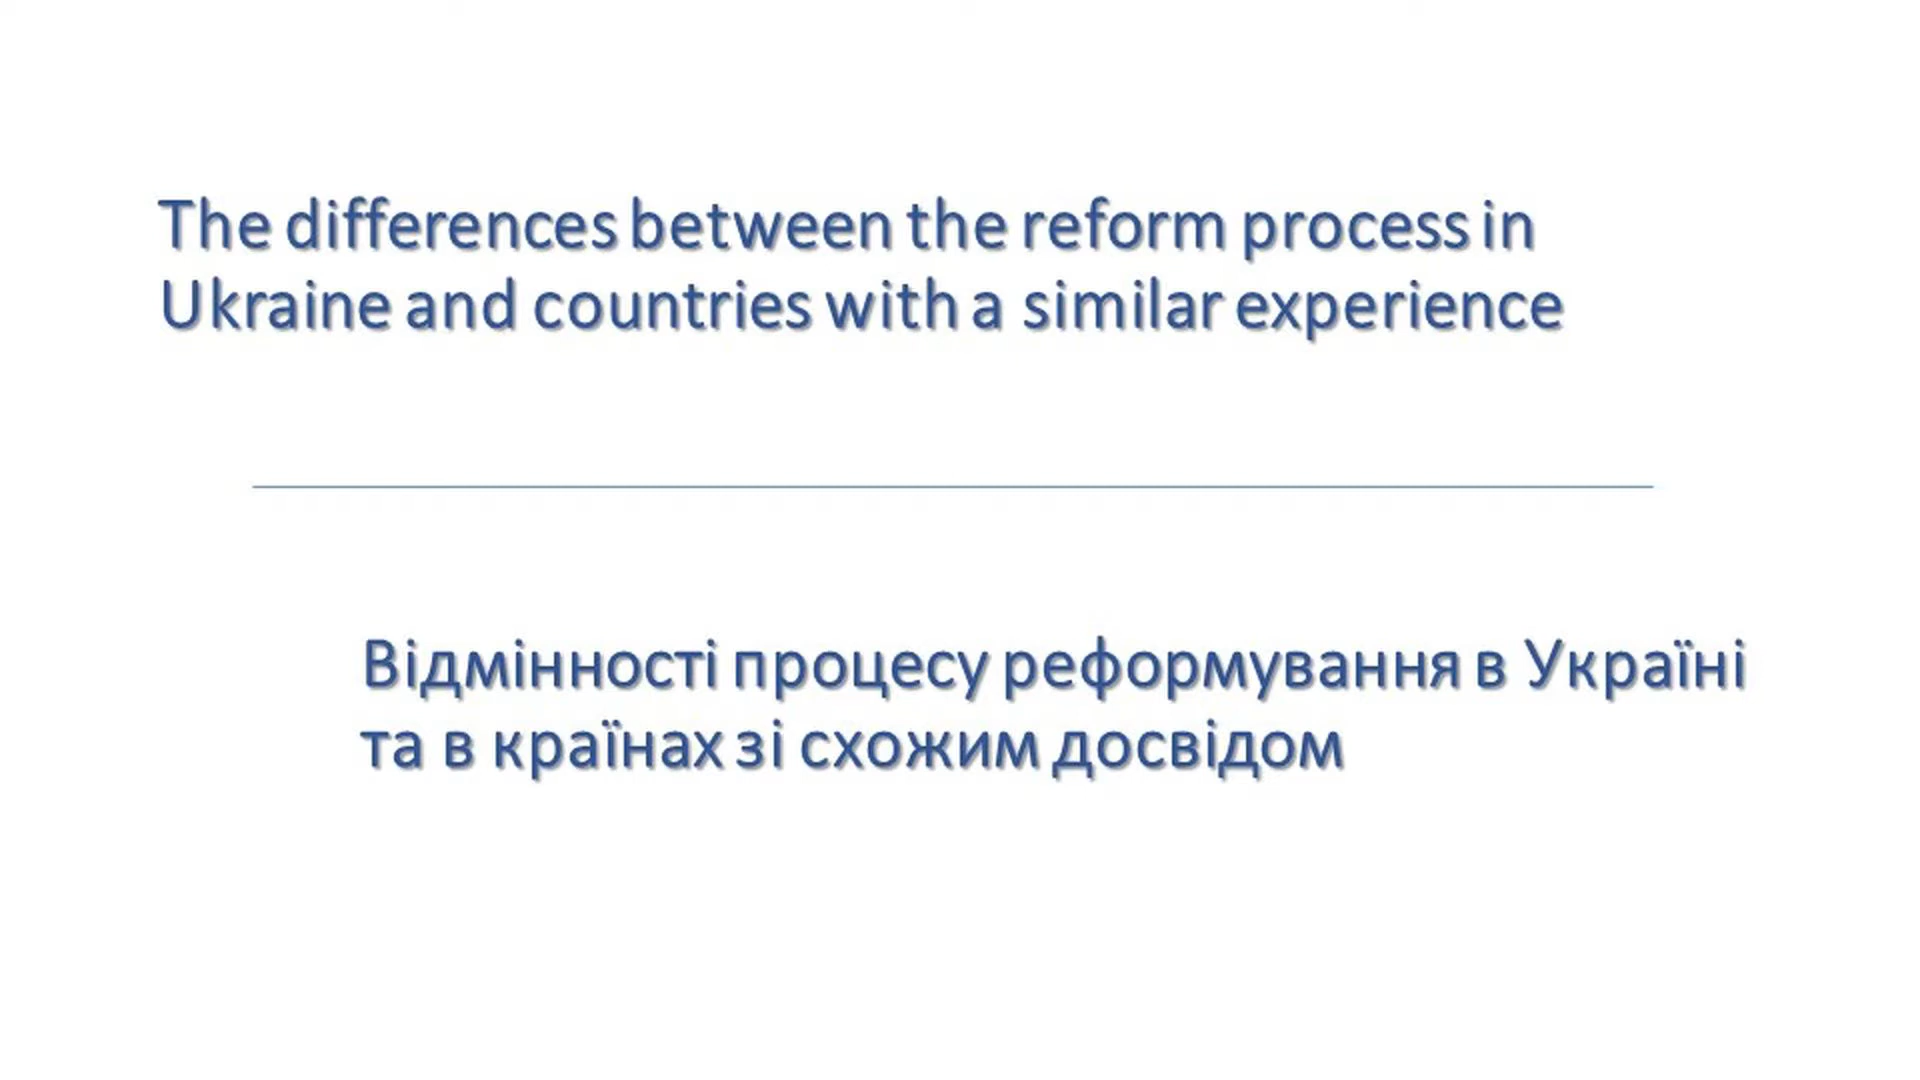 The differences between the reform process in
Ukraine and countries with a similar experience
Відмінності процесу реформування в Україні
та в країнах зі схожим досвідом